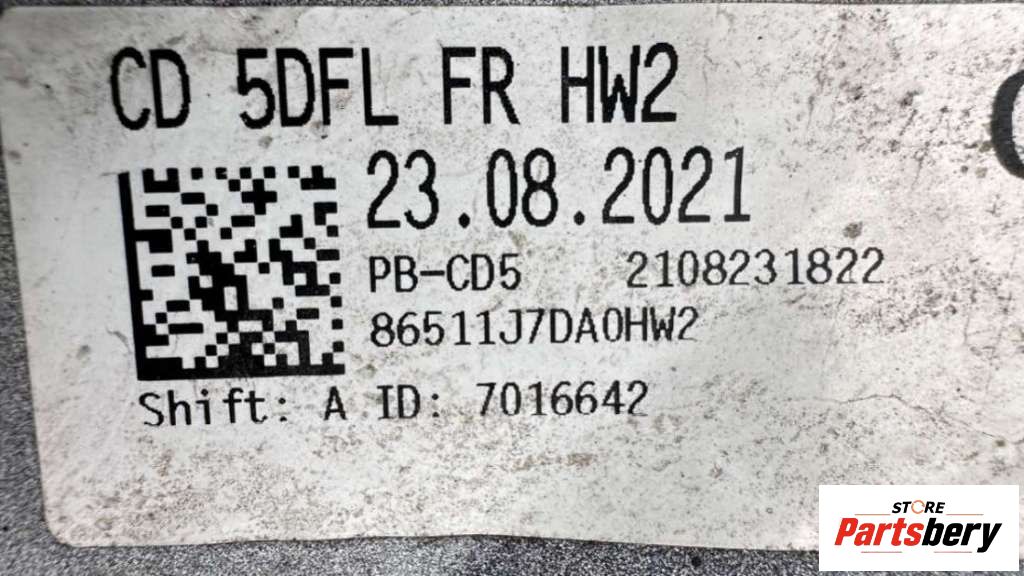 CD 5DFL FR HW2
23.08.2021
PB-CD5 2108231822
86511J7DA0HW2
Shift: A ID: 7016642
STORE
Partsbery